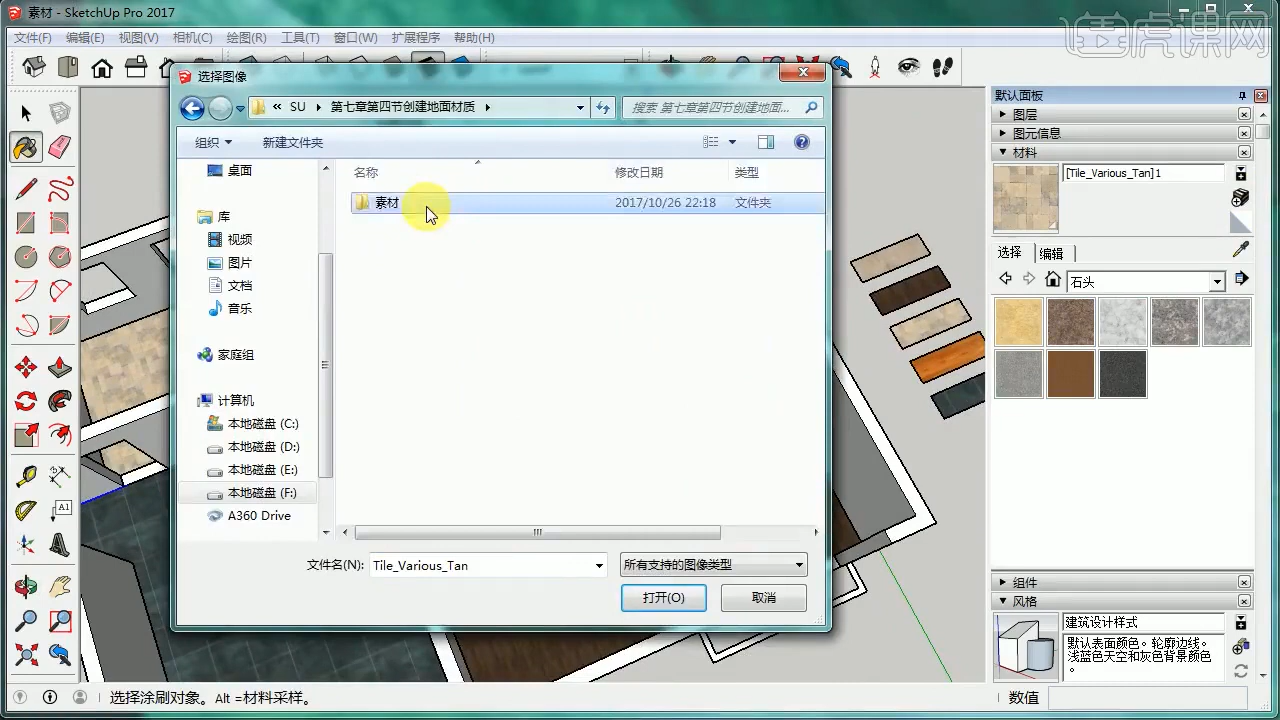 素材 - SketchUp Pro 2017
文件(F) 编辑(E) 视图(V) 相机(C) 绘图(R) 工具(T) 窗口(W) 扩展程序 帮助(H)
虎课网
选择图像
« SU 第七章第四节创建地面材质
搜索 第七章第四节创建地面...
组织 新建文件夹
名称 修改日期 类型
素材 2017/10/26 22:18 文件夹
桌面
库
视频
图片
文档
音乐
家庭组
计算机
本地磁盘 (C:)
本地磁盘 (D:)
本地磁盘 (E:)
本地磁盘 (F:)
A360 Drive
文件名(N): Tile_Various_Tan
所有支持的图像类型
打开(O) 取消
A1
默认面板
图层
图元信息
材料
[Tile_Various_Tan]1
选择 编辑
石头
组件
风格
建筑设计样式
默认表面颜色。轮廓边线。
浅蓝色天空和灰色背景颜色
。
选择涂刷对象。Alt =材料采样。
数值